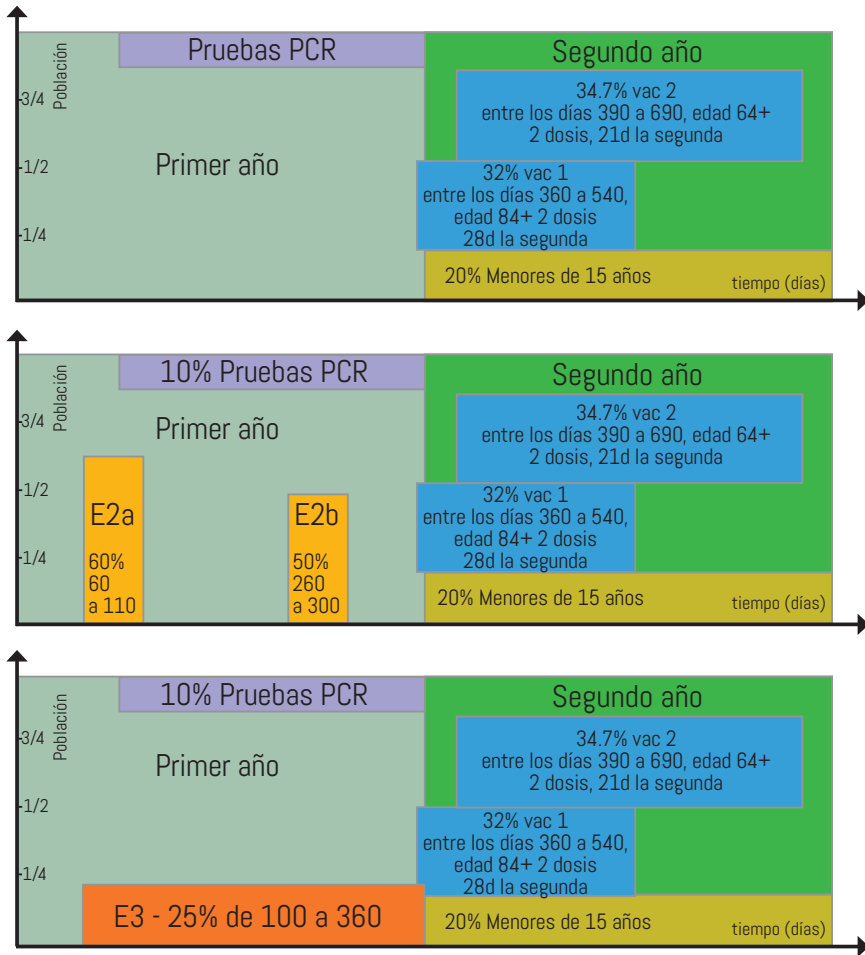 Pruebas PCR
Segundo año
Población
3/4
1/2
1/4
Primer año
34.7% vac 2
entre los días 390 a 690, edad 64+
2 dosis, 21d la segunda
32% vac 1
entre los días 360 a 540,
edad 84+ 2 dosis
28d la segunda
20% Menores de 15 años
tiempo (días)
10% Pruebas PCR
Segundo año
Población
3/4
1/2
1/4
Primer año
34.7% vac 2
entre los días 390 a 690, edad 64+
2 dosis, 21d la segunda
E2a
60%
60
a 110
E2b
50%
260
a 300
32% vac 1
entre los días 360 a 540,
edad 84+ 2 dosis
28d la segunda
20% Menores de 15 años
tiempo (días)
10% Pruebas PCR
Segundo año
Población
3/4
1/2
1/4
Primer año
34.7% vac 2
entre los días 390 a 690, edad 64+
2 dosis, 21d la segunda
32% vac 1
entre los días 360 a 540,
edad 84+ 2 dosis
28d la segunda
E3 - 25% de 100 a 360
20% Menores de 15 años
tiempo (días)